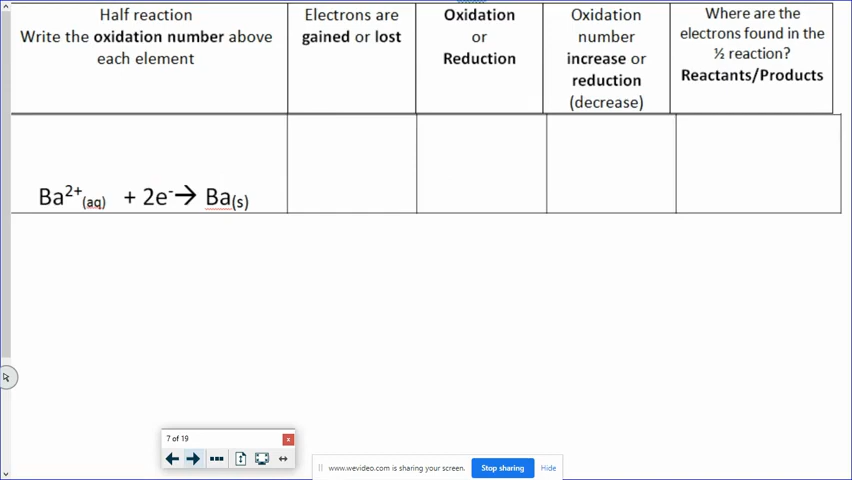 Half reaction
Write the oxidation number above
each element
Electrons are
gained or lost
Oxidation
or
Reduction
Oxidation
number
increase or
reduction
(decrease)
Where are the
electrons found in the
½ reaction?
Reactants/Products
Ba²⁺(aq) + 2e⁻→ Ba(s)
7 of 19
x
www.wevideo.com is sharing your screen.
Stop sharing
Hide